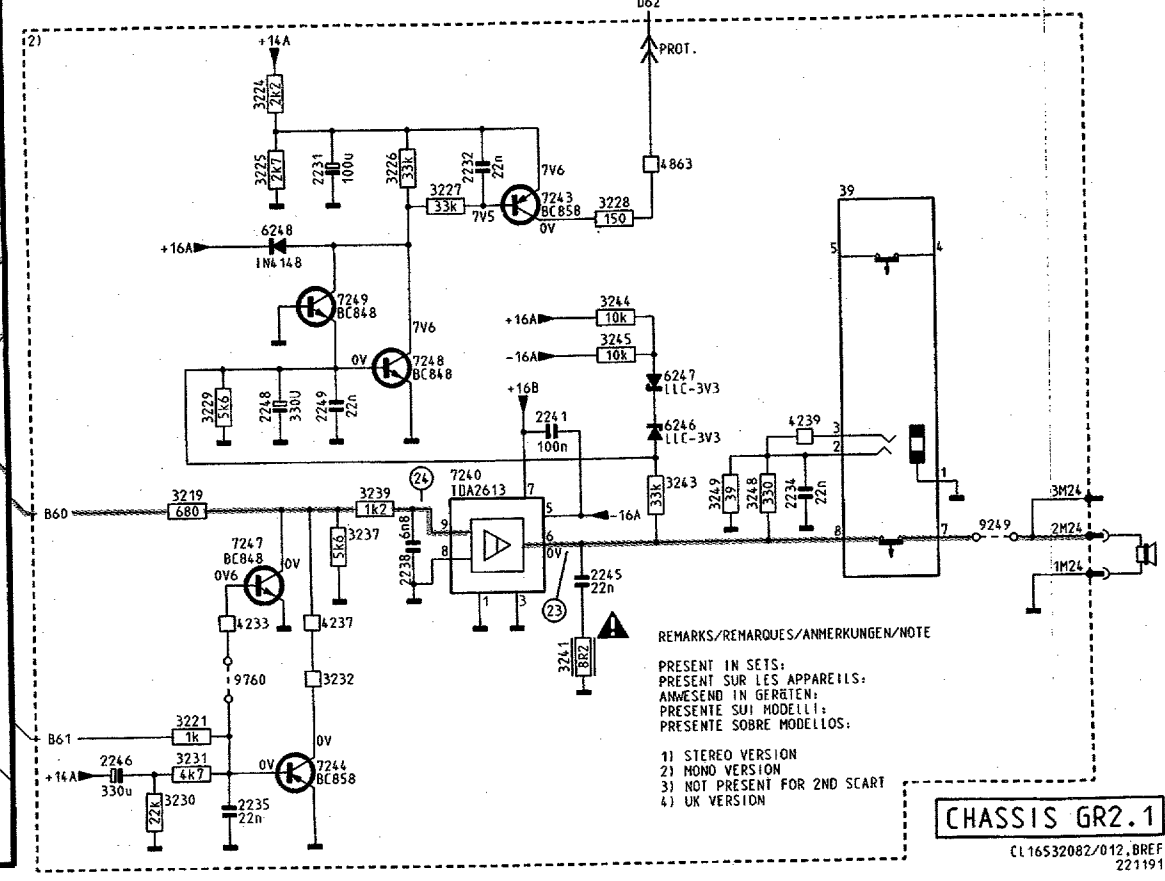 D62
2)
+14A
PROT.
3224
2k2
3225
2k7
2231
100u
3226
33k
2232
22n
3227
33k
7V5
7V6
7243
BC858
0V
3228
150
4863
39
6248
+16A
1N4148
5
4
7249
BC848
7V6
3244
+16A
10k
3245
-16A
10k
0V
7248
BC848
+16B
6247
LLC-3V3
3229
5k6
2248
330U
2249
22n
2241
100n
6246
LLC-3V3
4239
3
2
7240
TDA2613
24
7
3243
33k
3249
39
3248
330
2234
22n
1
3219
B60
680
3239
1k2
9
5
-16A
3M24
3237
5k6
6n8
2238
8
6
0V
8
7
9249
2M24
7247
BC848
0V
0V6
1
3
23
2245
22n
1M24
4233
4237
3241
8R2
REMARKS/REMARQUES/ANMERKUNGEN/NOTE
9760
3232
PRESENT IN SETS:
PRESENT SUR LES APPAREILS:
ANWESEND IN GERÄTEN:
PRESENTE SUI MODELLI:
PRESENTE SOBRE MODELLOS:
3221
B61
1k
0V
1) STEREO VERSION
2) MONO VERSION
3) NOT PRESENT FOR 2ND SCART
4) UK VERSION
2246
+14A
330u
3231
4k7
0V
7244
BC858
3230
22k
2235
22n
CHASSIS GR2.1
CL16532082/012,BREF
221191